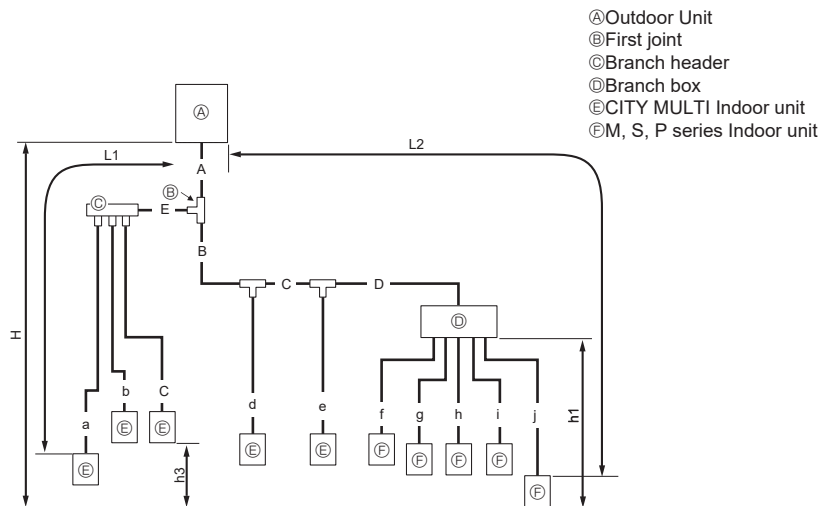 ⒶOutdoor Unit
ⒷFirst joint
ⒸBranch header
ⒹBranch box
ⒺCITY MULTI Indoor unit
ⒻM, S, P series Indoor unit
Ⓐ
L1
L2
A
Ⓑ
Ⓒ
E
B
C
D
Ⓓ
H
a
b
C
d
e
f
g
h
i
j
h1
h3
Ⓔ
Ⓔ
Ⓔ
Ⓔ
Ⓔ
Ⓕ
Ⓕ
Ⓕ
Ⓕ
Ⓕ